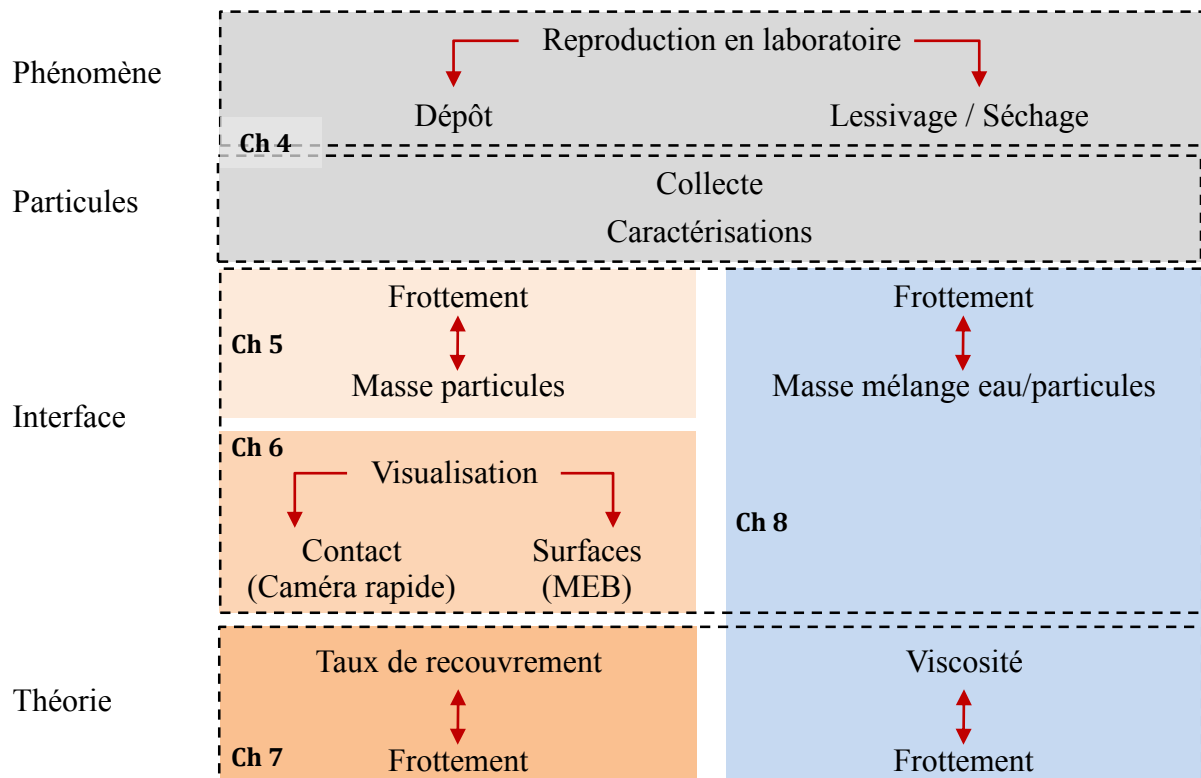 Phénomène
Reproduction en laboratoire
Dépôt
Lessivage / Séchage
Ch 4
Particules
Collecte
Caractérisations
Interface
Ch 5
Frottement
Masse particules
Ch 6
Visualisation
Contact
(Caméra rapide)
Surfaces
(MEB)
Frottement
Masse mélange eau/particules
Ch 8
Théorie
Taux de recouvrement
Frottement
Ch 7
Viscosité
Frottement